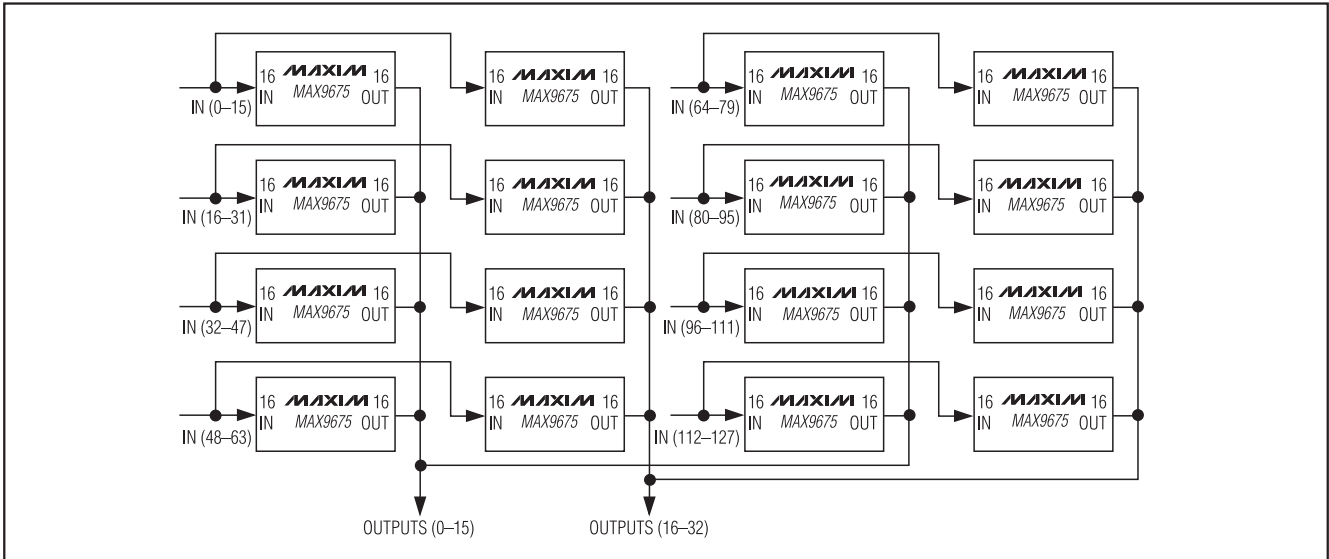 16 MAXIM 16
IN MAX9675 OUT
IN (0–15)
16 MAXIM 16
IN MAX9675 OUT
16 MAXIM 16
IN MAX9675 OUT
IN (64–79)
16 MAXIM 16
IN MAX9675 OUT
16 MAXIM 16
IN MAX9675 OUT
IN (16–31)
16 MAXIM 16
IN MAX9675 OUT
16 MAXIM 16
IN MAX9675 OUT
IN (80–95)
16 MAXIM 16
IN MAX9675 OUT
16 MAXIM 16
IN MAX9675 OUT
IN (32–47)
16 MAXIM 16
IN MAX9675 OUT
16 MAXIM 16
IN MAX9675 OUT
IN (96–111)
16 MAXIM 16
IN MAX9675 OUT
16 MAXIM 16
IN MAX9675 OUT
IN (48–63)
16 MAXIM 16
IN MAX9675 OUT
16 MAXIM 16
IN MAX9675 OUT
IN (112–127)
16 MAXIM 16
IN MAX9675 OUT
OUTPUTS (0–15)
OUTPUTS (16–32)